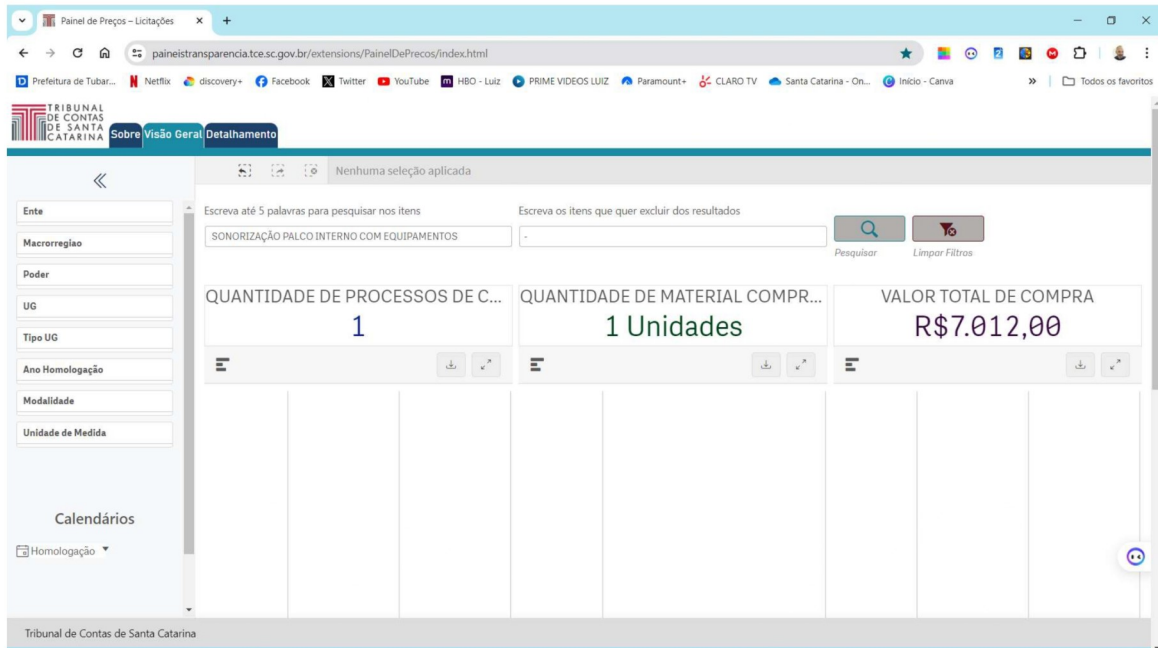 Painel de Preços – Licitações
paineistransparencia.tce.sc.gov.br/extensions/PainelDePrecos/index.html
Prefeitura de Tubar... Netflix discovery+ Facebook Twitter YouTube HBO - Luiz PRIME VIDEOS LUIZ Paramount+ CLARO TV Santa Catarina - On... Início - Canva » Todos os favoritos
TRIBUNAL
DE CONTAS
DE SANTA
CATARINA
Sobre Visão Geral Detalhamento
Nenhuma seleção aplicada
Ente
Macrorregiao
Poder
UG
Tipo UG
Ano Homologação
Modalidade
Unidade de Medida
Calendários
Homologação
Escreva até 5 palavras para pesquisar nos itens
SONORIZAÇÃO PALCO INTERNO COM EQUIPAMENTOS
Escreva os itens que quer excluir dos resultados
-
Pesquisar
Limpar Filtros
QUANTIDADE DE PROCESSOS DE C...
1
QUANTIDADE DE MATERIAL COMPR...
1 Unidades
VALOR TOTAL DE COMPRA
R$7.012,00
Tribunal de Contas de Santa Catarina